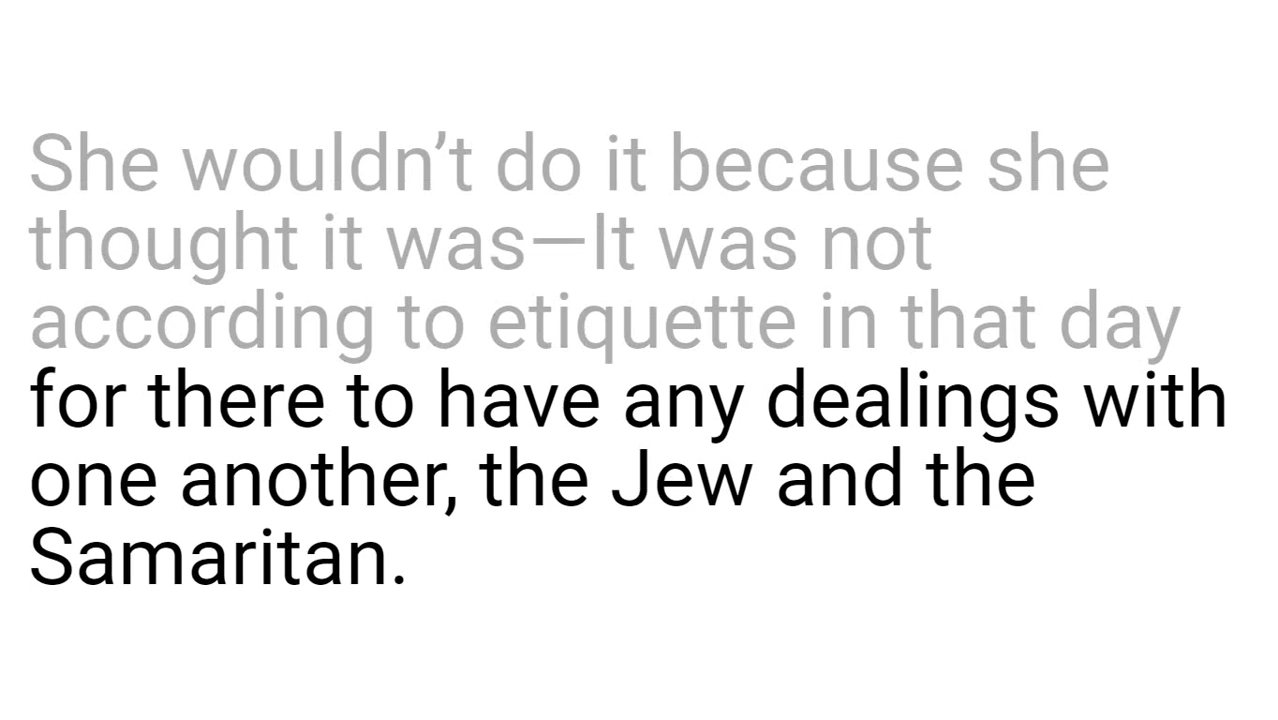 She wouldn’t do it because she
thought it was—It was not
according to etiquette in that day
for there to have any dealings with
one another, the Jew and the
Samaritan.